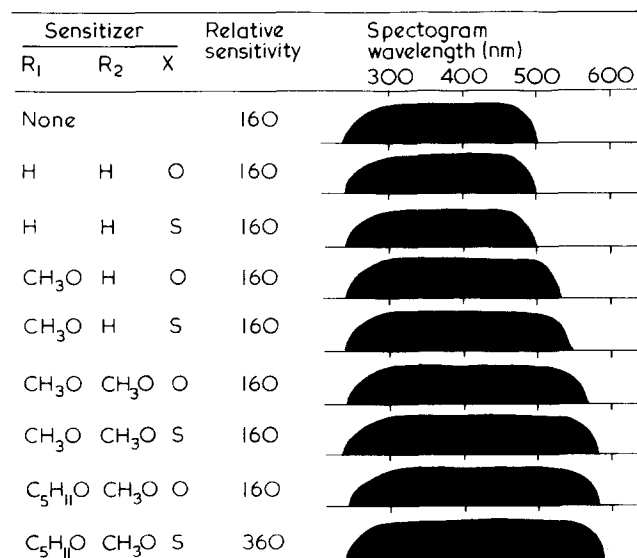 Sensitizer Relative sensitivity Spectogram wavelength (nm)
R₁ R₂ X 300 400 500 600
None 160
H H O 160
H H S 160
CH₃O H O 160
CH₃O H S 160
CH₃O CH₃O O 160
CH₃O CH₃O S 160
C₅H₁₁O CH₃O O 160
C₅H₁₁O CH₃O S 360